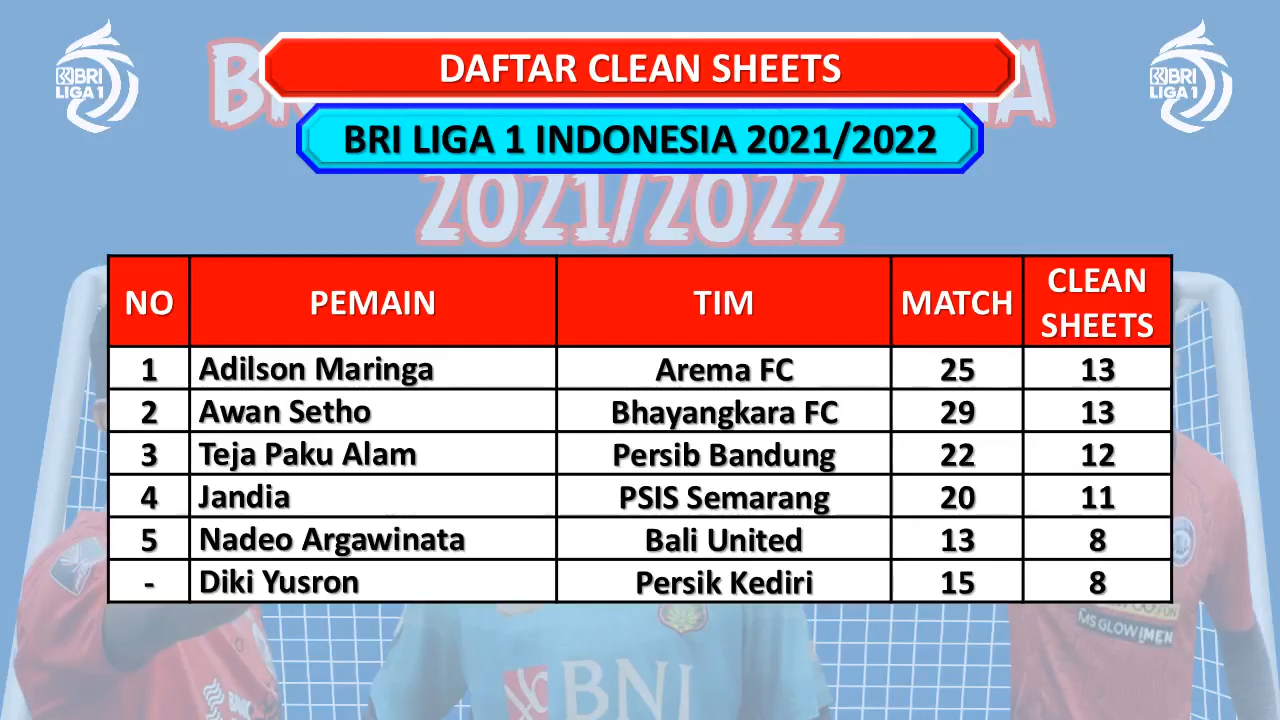 BRI
LIGA 1
DAFTAR CLEAN SHEETS
BRI
LIGA 1
BRI LIGA 1 INDONESIA 2021/2022
2021/2022
NO PEMAIN TIM MATCH CLEAN SHEETS
1 Adilson Maringa Arema FC 25 13
2 Awan Setho Bhayangkara FC 29 13
3 Teja Paku Alam Persib Bandung 22 12
4 Jandia PSIS Semarang 20 11
5 Nadeo Argawinata Bali United 13 8
- Diki Yusron Persik Kediri 15 8
MS GLOW MEN
BNI